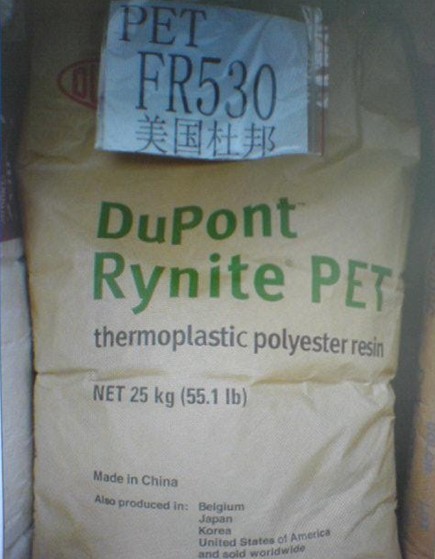 PET
FR530
美国杜邦
DuPont™
Rynite PET
thermoplastic polyester resin
NET 25 kg (55.1 lb)
Made in China
Also produced in: Belgium
Japan
Korea
United States of America
and sold worldwide